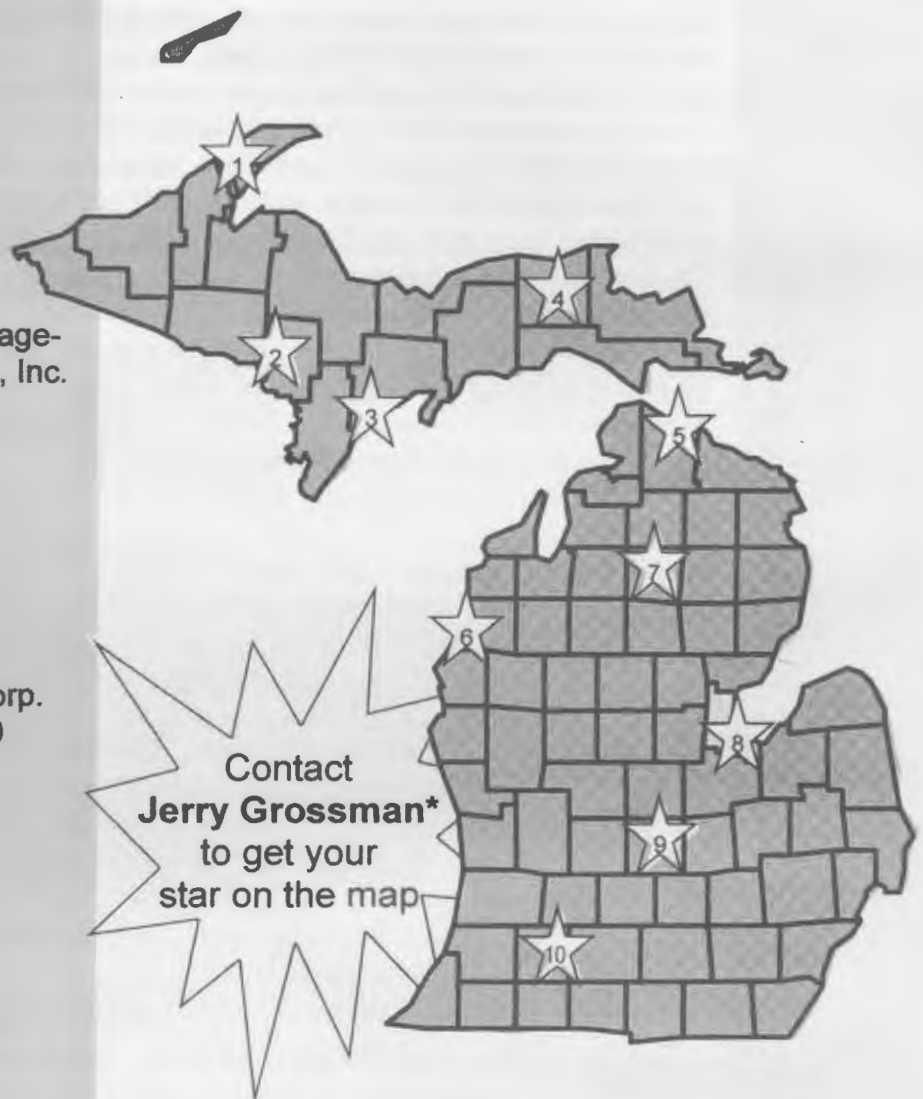 1
4
age-
, Inc.
2
3
5
7
6
orp.
)
8
Contact
Jerry Grossman*
to get your
star on the map
9
10